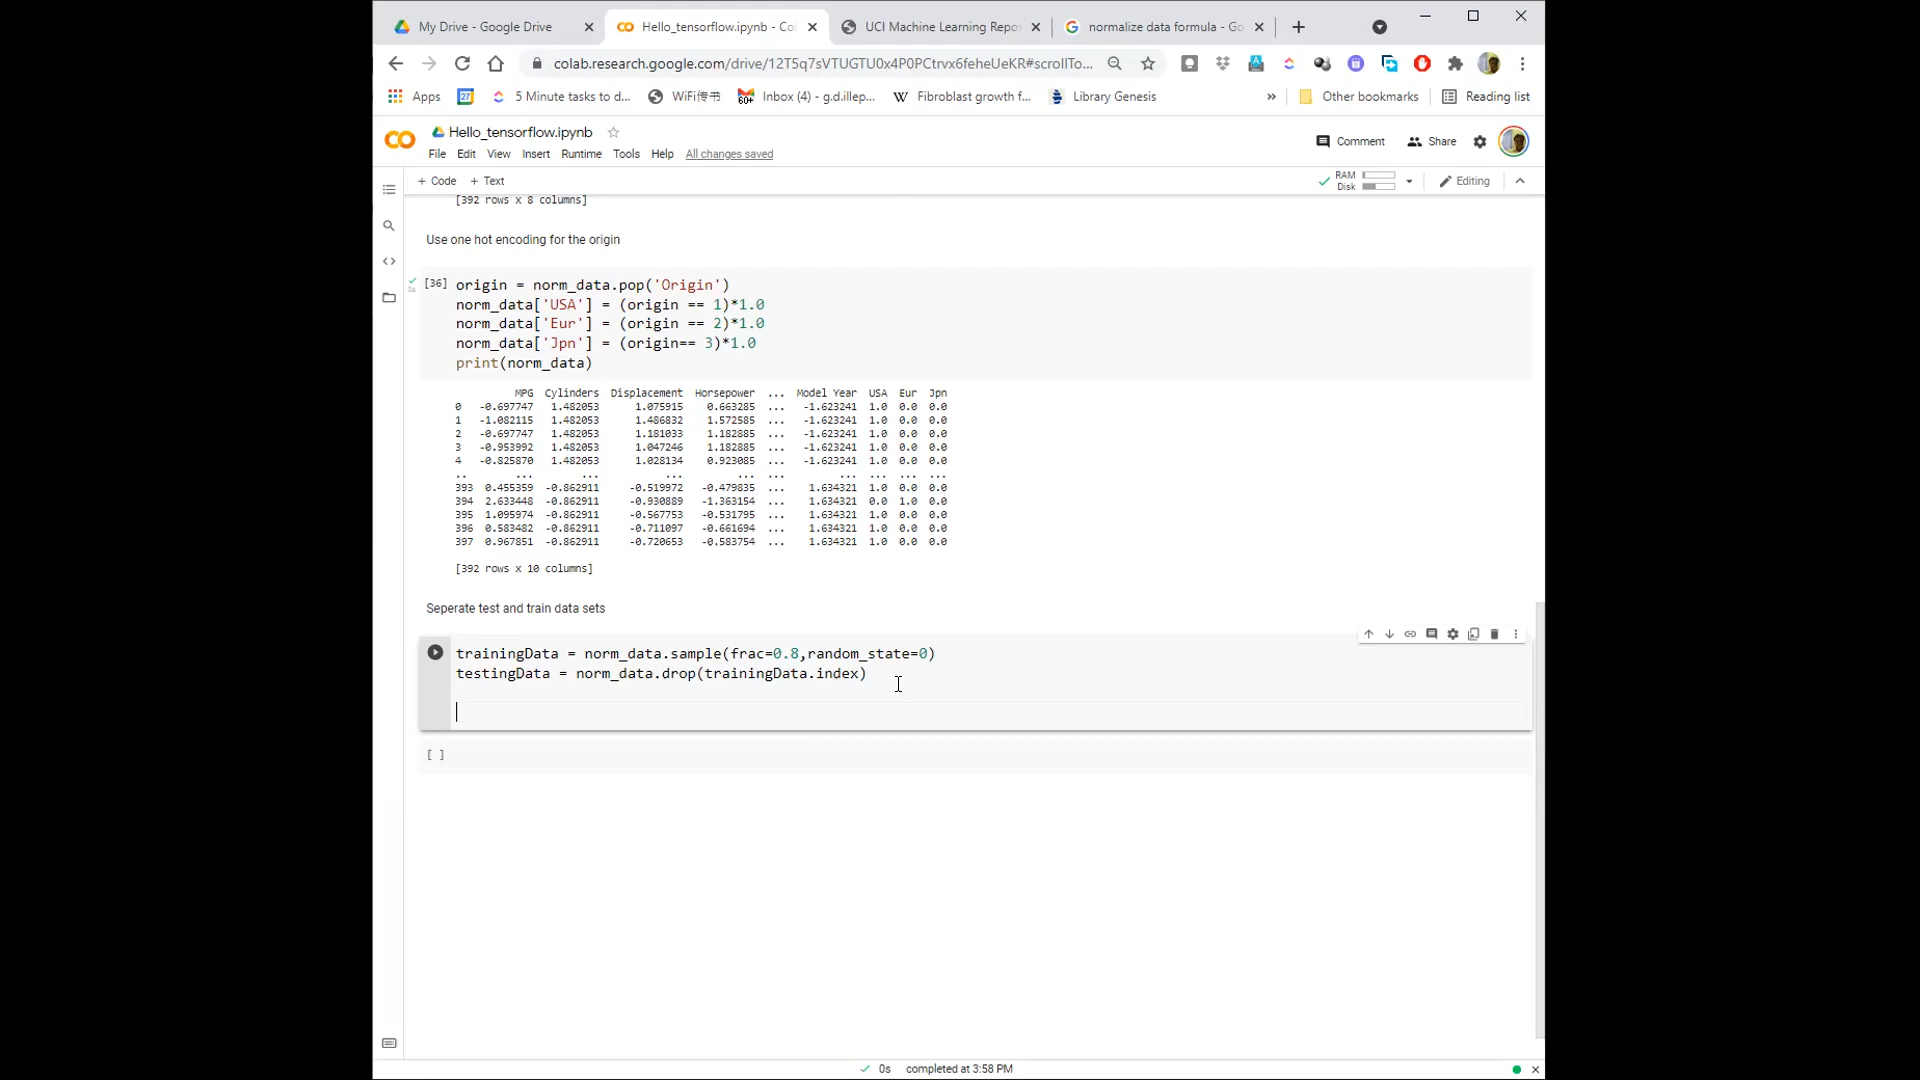 My Drive - Google Drive
Hello_tensorflow.ipynb - Co
UCI Machine Learning Repo
normalize data formula - Go
colab.research.google.com/drive/12T5q7sVTUGTU0x4P0PCtrvx6feheUeKR#scrollTo...
Apps
27
5 Minute tasks to d...
WiFi传书
60+
Inbox (4) - g.d.illep...
W
Fibroblast growth f...
Library Genesis
»
Other bookmarks
Reading list
Hello_tensorflow.ipynb
Comment
Share
File Edit View Insert Runtime Tools Help All changes saved
+ Code + Text
RAM
Disk
Editing
[392 rows x 8 columns]
Use one hot encoding for the origin
[36] origin = norm_data.pop('Origin')
norm_data['USA'] = (origin == 1)*1.0
norm_data['Eur'] = (origin == 2)*1.0
norm_data['Jpn'] = (origin== 3)*1.0
print(norm_data)
MPG Cylinders Displacement Horsepower ... Model Year USA Eur Jpn
0 -0.697747 1.482053 1.075915 0.663285 ... -1.623241 1.0 0.0 0.0
1 -1.082115 1.482053 1.486832 1.572585 ... -1.623241 1.0 0.0 0.0
2 -0.697747 1.482053 1.181033 1.182885 ... -1.623241 1.0 0.0 0.0
3 -0.953992 1.482053 1.047246 1.182885 ... -1.623241 1.0 0.0 0.0
4 -0.825870 1.482053 1.028134 0.923085 ... -1.623241 1.0 0.0 0.0
.. ... ... ... ... ... ... ... ... ...
393 0.455359 -0.862911 -0.519972 -0.479835 ... 1.634321 1.0 0.0 0.0
394 2.633448 -0.862911 -0.930889 -1.363154 ... 1.634321 0.0 1.0 0.0
395 1.095974 -0.862911 -0.567753 -0.531795 ... 1.634321 1.0 0.0 0.0
396 0.583482 -0.862911 -0.711097 -0.661694 ... 1.634321 1.0 0.0 0.0
397 0.967851 -0.862911 -0.720653 -0.583754 ... 1.634321 1.0 0.0 0.0
[392 rows x 10 columns]
Seperate test and train data sets
trainingData = norm_data.sample(frac=0.8,random_state=0)
testingData = norm_data.drop(trainingData.index)
[ ]
0s completed at 3:58 PM